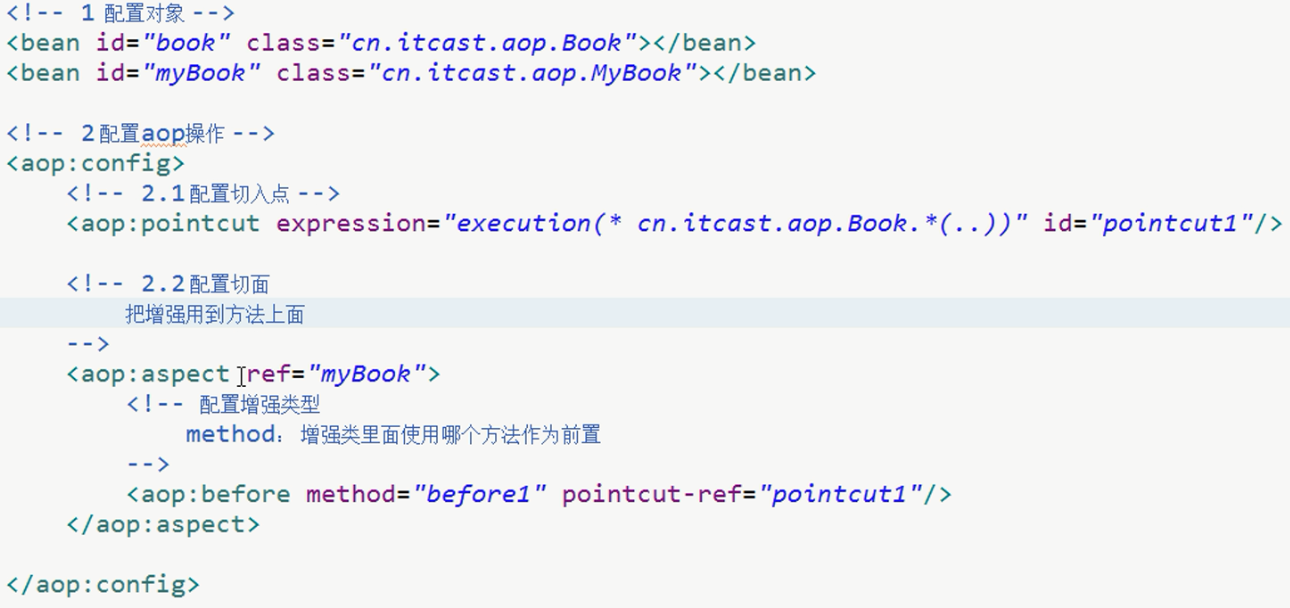 <!-- 1 配置对象 -->
<bean id="book" class="cn.itcast.aop.Book"></bean>
<bean id="myBook" class="cn.itcast.aop.MyBook"></bean>
<!-- 2配置aop操作 -->
<aop:config>
<!-- 2.1配置切入点 -->
<aop:pointcut expression="execution(* cn.itcast.aop.Book.*(..))" id="pointcut1"/>
<!-- 2.2配置切面
把增强用到方法上面
-->
<aop:aspect ref="myBook">
<!-- 配置增强类型
method：增强类里面使用哪个方法作为前置
-->
<aop:before method="before1" pointcut-ref="pointcut1"/>
</aop:aspect>
</aop:config>